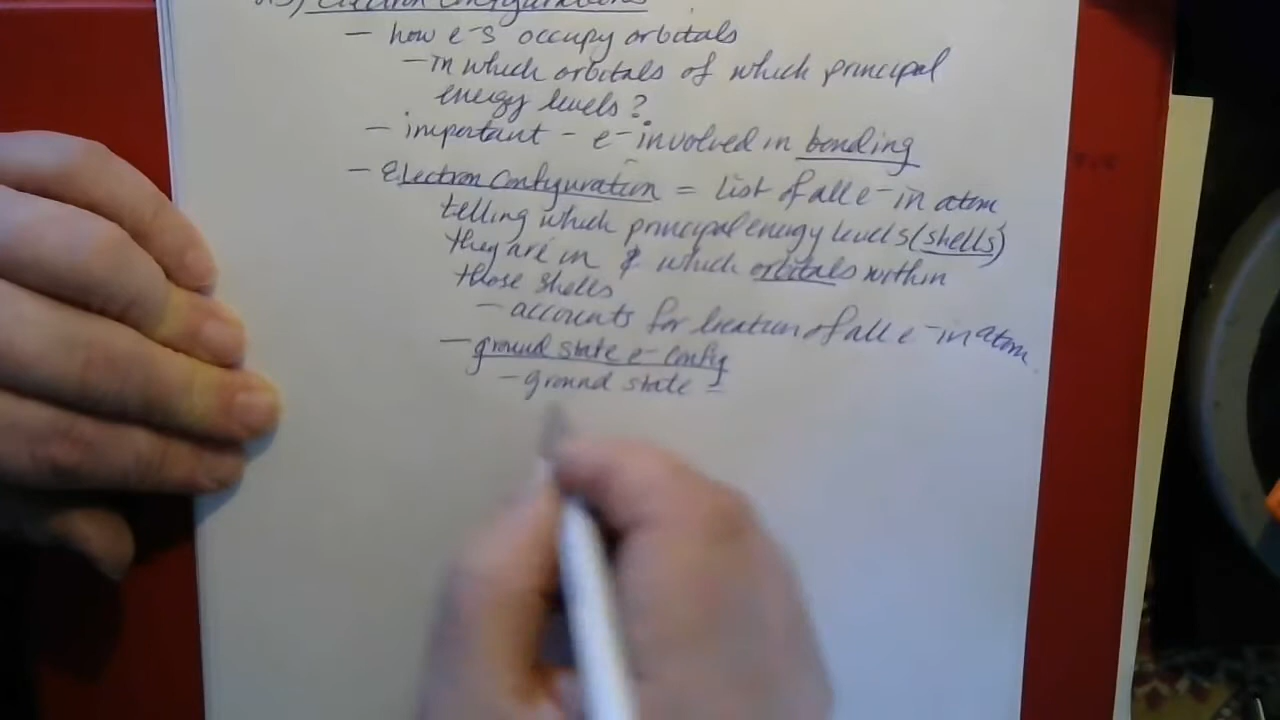 Electron Configurations
- how e-s occupy orbitals
- in which orbitals of which principal
energy levels?
- important - e- involved in bonding
- Electron Configuration = List of all e- in atom
telling which principal energy levels (shells)
they are in & which orbitals within
those shells
- accounts for location of all e- in atom
- ground state e- config
- ground state =